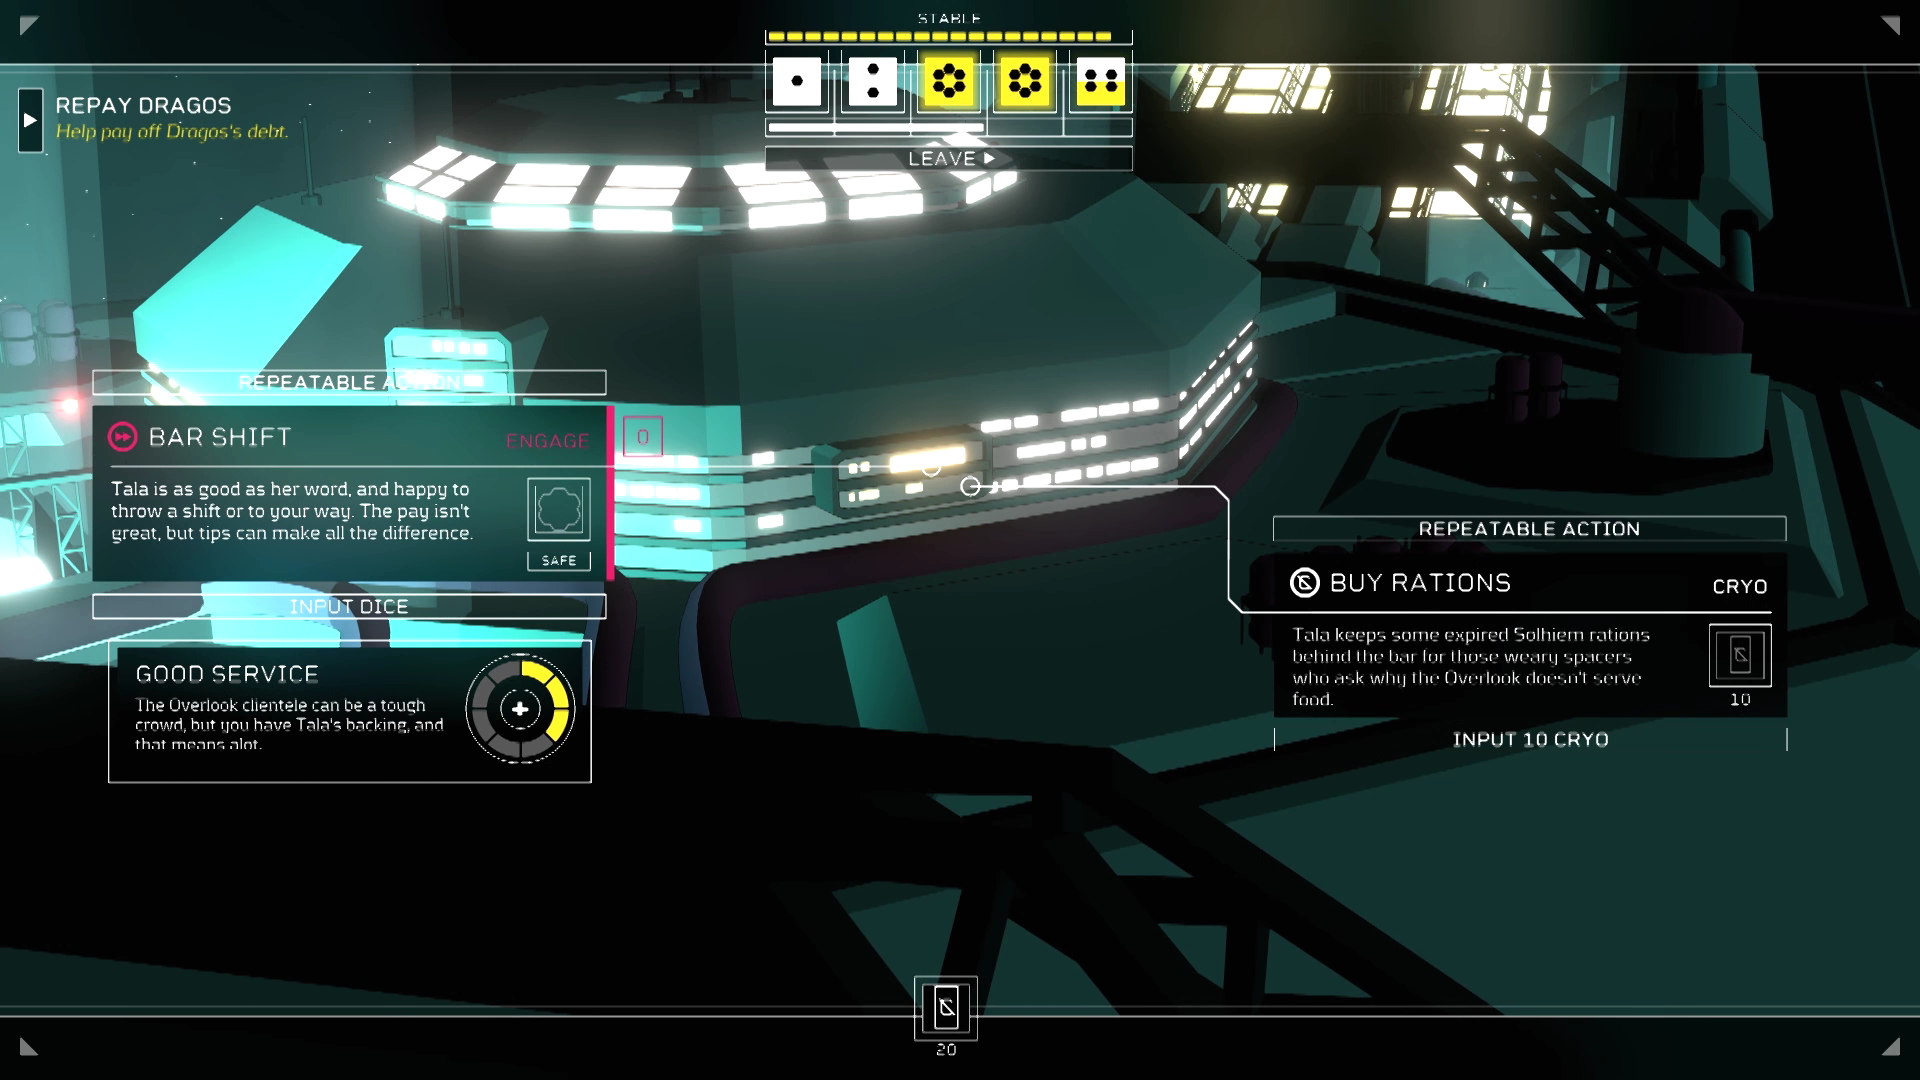 STABLE
LEAVE
REPAY DRAGOS
Help pay off Dragos's debt.
REPEATABLE ACTION
BAR SHIFT
ENGAGE
0
Tala is as good as her word, and happy to
throw a shift or to your way. The pay isn't
great, but tips can make all the difference.
SAFE
INPUT DICE
GOOD SERVICE
The Overlook clientele can be a tough
crowd, but you have Tala's backing, and
that means alot.
REPEATABLE ACTION
BUY RATIONS
CRYO
Tala keeps some expired Solhiem rations
behind the bar for those weary spacers
who ask why the Overlook doesn't serve
food.
10
INPUT 10 CRYO
20